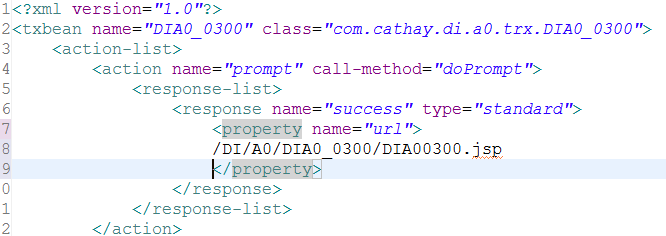 1 <?xml version="1.0"?>
2 <txbean name="DIA0_0300" class="com.cathay.di.a0.trx.DIA0_0300">
3 <action-list>
4 <action name="prompt" call-method="doPrompt">
5 <response-list>
6 <response name="success" type="standard">
7 <property name="url">
8 /DI/A0/DIA0_0300/DIA00300.jsp
9 </property>
0 </response>
1 </response-list>
2 </action>